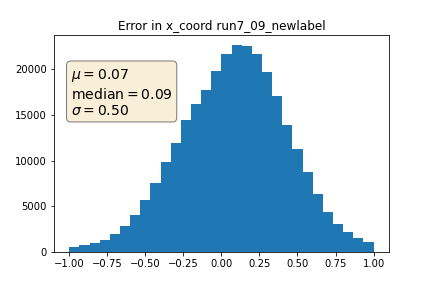 Error in x_coord run7_09_newlabel
μ = 0.07
median = 0.09
σ = 0.50
20000
15000
10000
5000
0
−1.00 −0.75 −0.50 −0.25 0.00 0.25 0.50 0.75 1.00